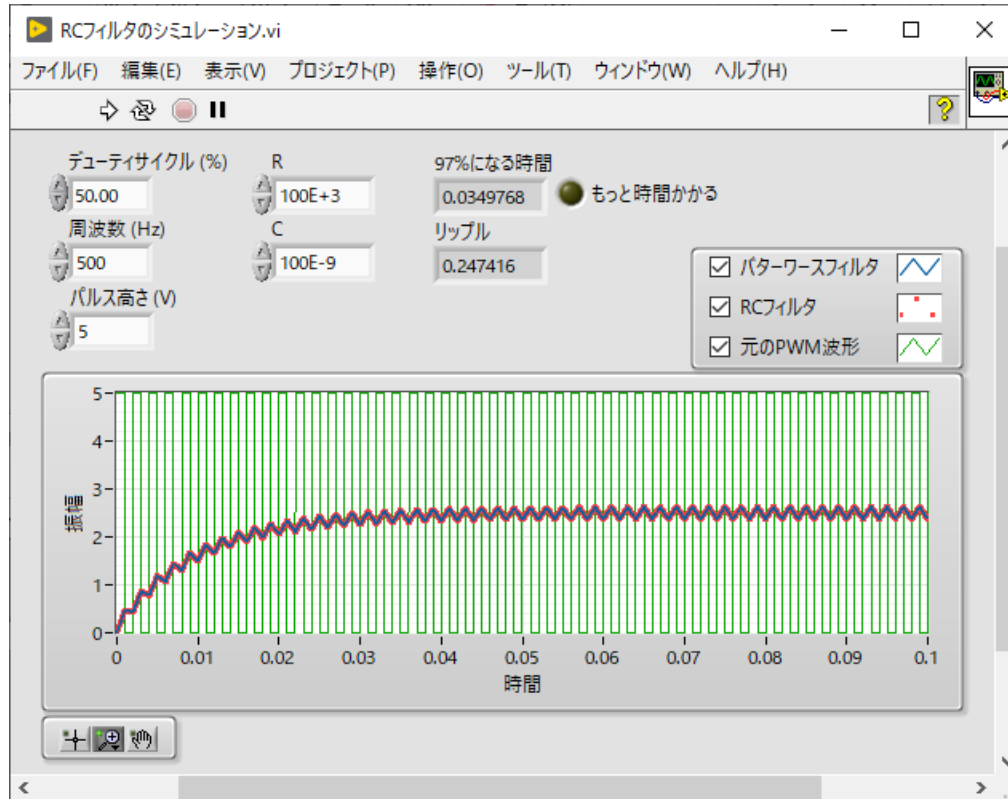 RCフィルタのシミュレーション.vi
ファイル(F) 編集(E) 表示(V) プロジェクト(P) 操作(O) ツール(T) ウィンドウ(W) ヘルプ(H)
デューティサイクル (%) R 97%になる時間
50.00 100E+3 0.0349768 もっと時間かかる
周波数 (Hz) C リップル
500 100E-9 0.247416
パルス高さ (V)
5
バターワースフィルタ
RCフィルタ
元のPWM波形
5
4
3
2
1
0
振幅
0 0.01 0.02 0.03 0.04 0.05 0.06 0.07 0.08 0.09 0.1
時間